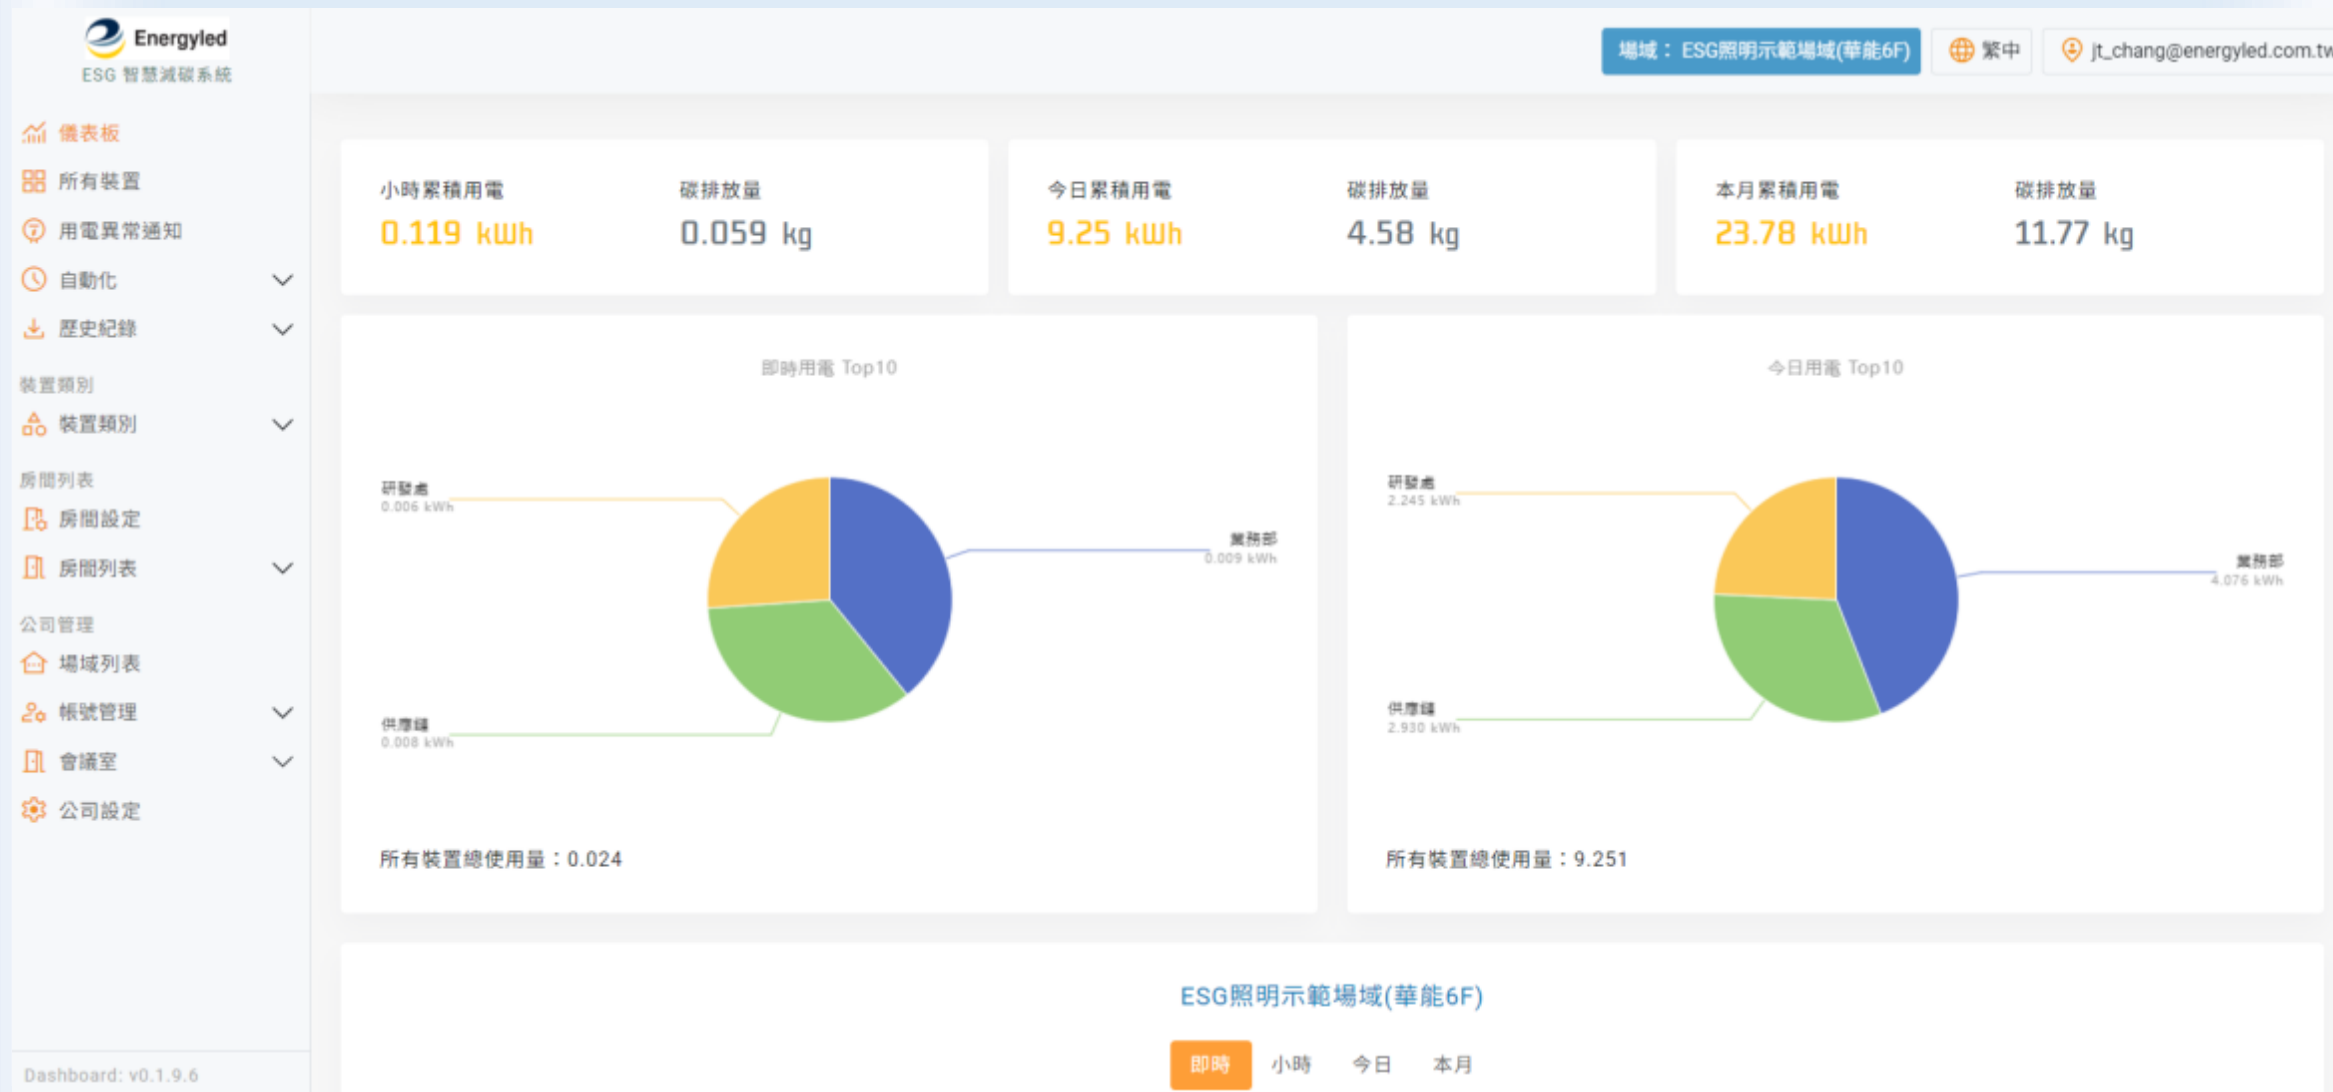 Energyled
ESG 智慧減碳系統
場域： ESG照明示範場域(華能6F)
繁中
jt_chang@energyled.com.tw
儀表板
所有裝置
用電異常通知
自動化
歷史紀錄
裝置類別
裝置類別
房間列表
房間設定
房間列表
公司管理
場域列表
帳號管理
會議室
公司設定
Dashboard: v0.1.9.6
小時累積用電
0.119 kWh
碳排放量
0.059 kg
今日累積用電
9.25 kWh
碳排放量
4.58 kg
本月累積用電
23.78 kWh
碳排放量
11.77 kg
即時用電 Top10
研發處
0.006 kWh
業務部
0.009 kWh
供應鏈
0.008 kWh
所有裝置總使用量：0.024
今日用電 Top10
研發處
2.245 kWh
業務部
4.076 kWh
供應鏈
2.930 kWh
所有裝置總使用量：9.251
ESG照明示範場域(華能6F)
即時 小時 今日 本月